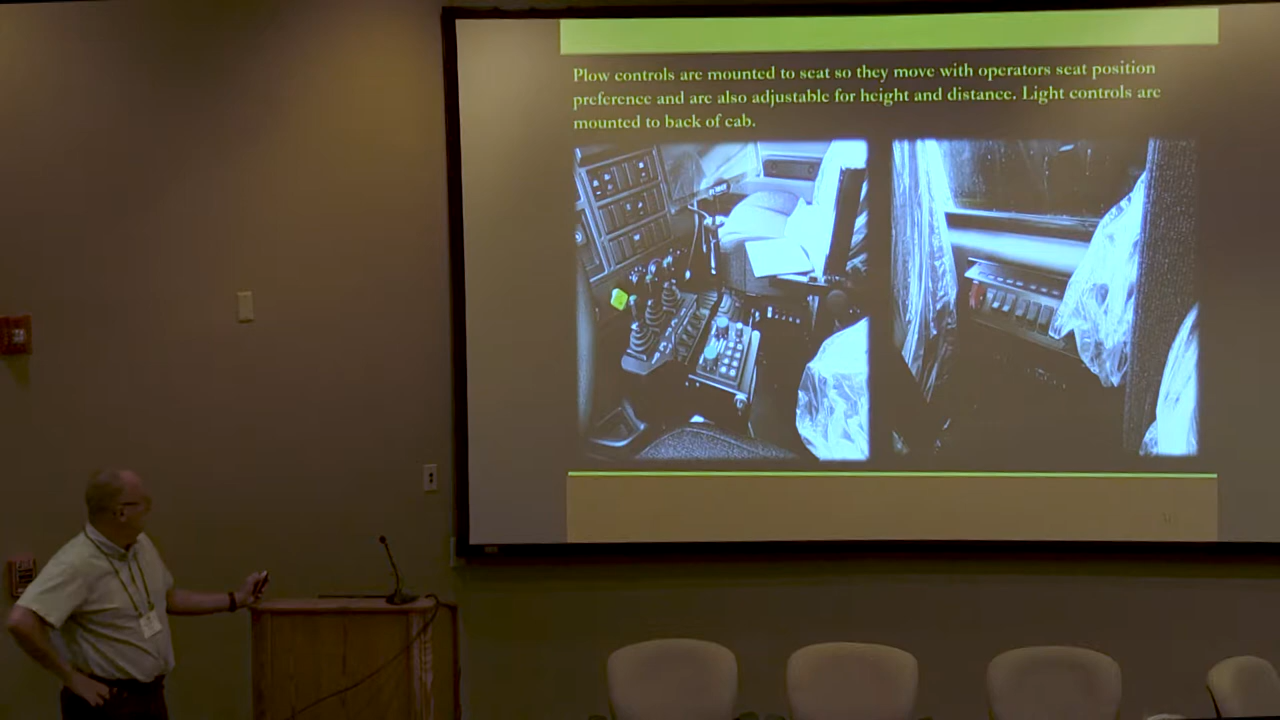 Plow controls are mounted to seat so they move with operators seat position
preference and are also adjustable for height and distance. Light controls are
mounted to back of cab.